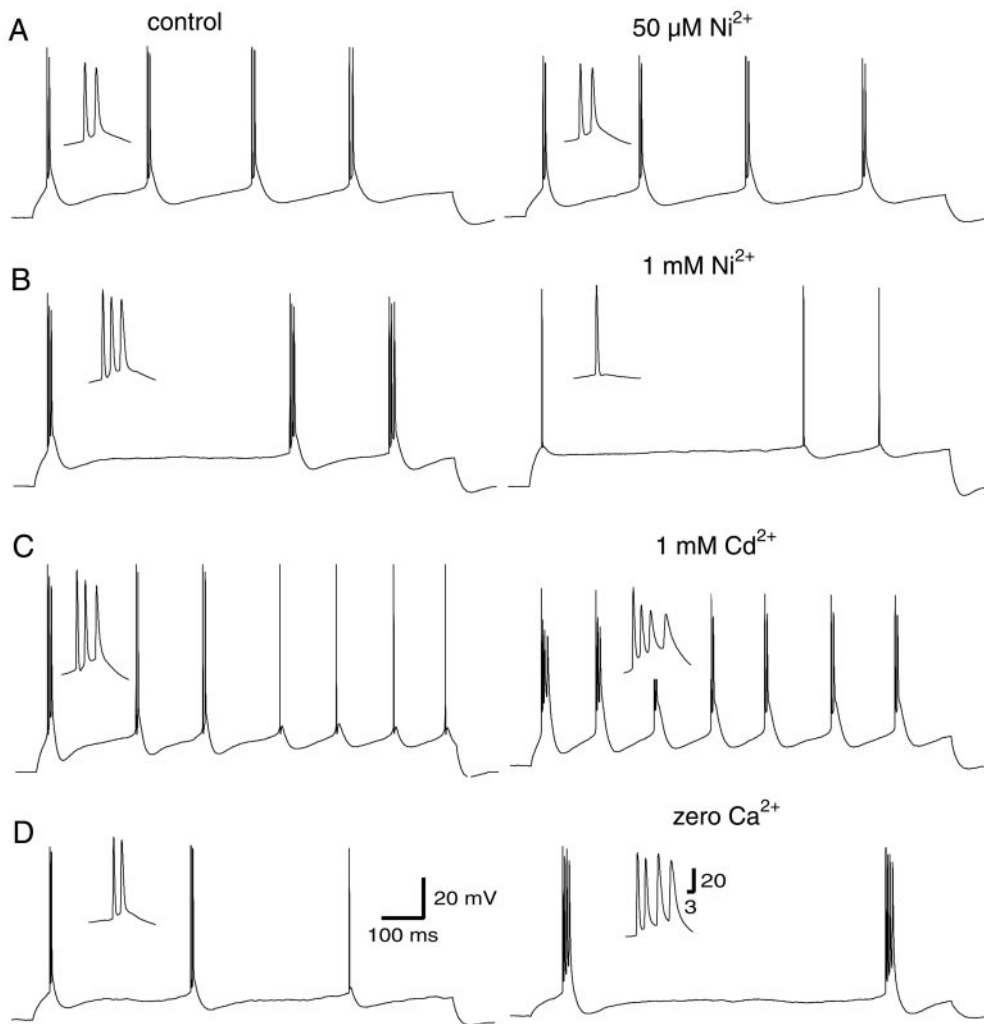 A
control
50 µM Ni²⁺
B
1 mM Ni²⁺
C
1 mM Cd²⁺
D
zero Ca²⁺
20 mV
100 ms
20
3